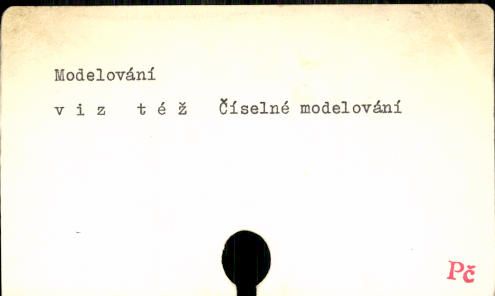 Modelování
v i z   t é ž   Číselné modelování
Pč